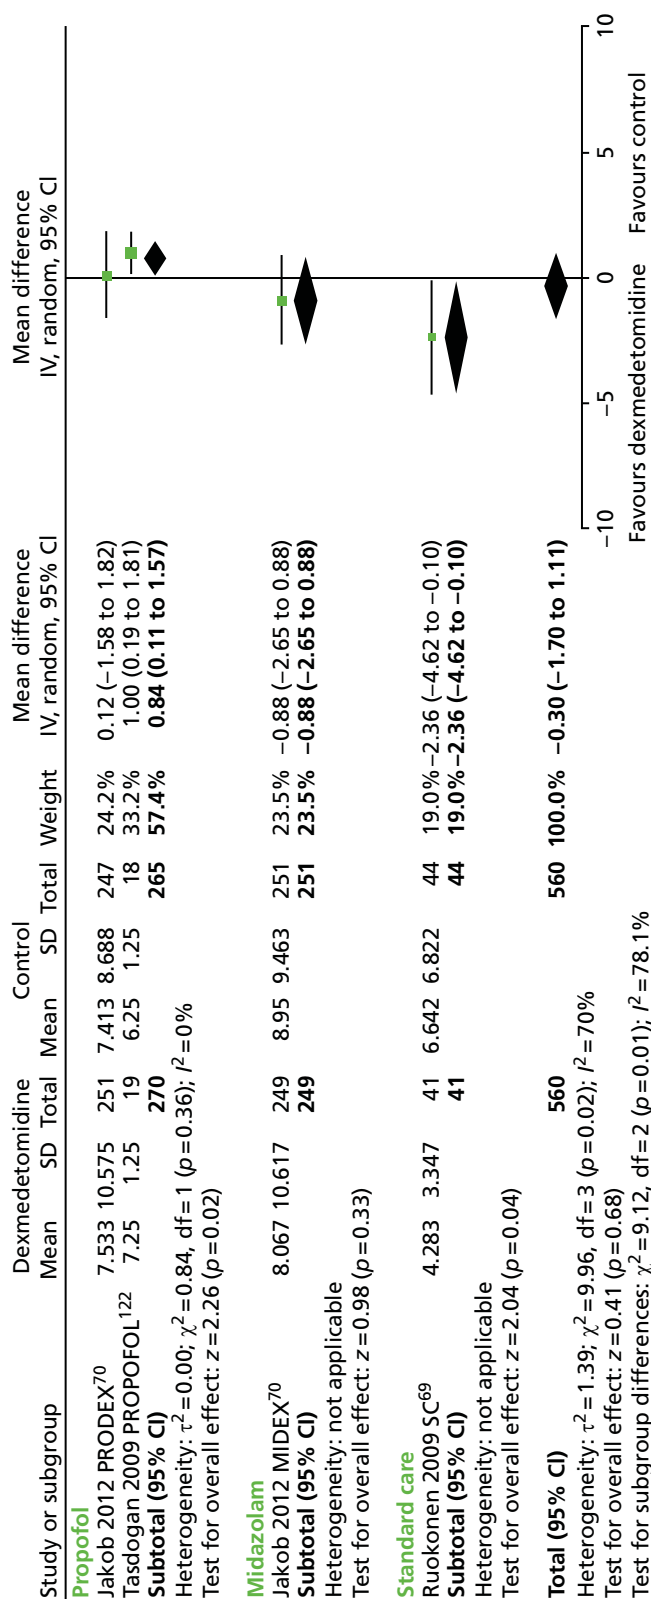 Dexmedetomidine Control Mean difference Mean difference
Study or subgroup Mean SD Total Mean SD Total Weight IV, random, 95% CI IV, random, 95% CI
Propofol
Jakob 2012 PRODEX70 7.533 10.575 251 7.413 8.688 247 24.2% 0.12 (−1.58 to 1.82)
Tasdogan 2009 PROPOFOL122 7.25 1.25 19 6.25 1.25 18 33.2% 1.00 (0.19 to 1.81)
Subtotal (95% CI) 270 265 57.4% 0.84 (0.11 to 1.57)
Heterogeneity: τ2=0.00; χ2=0.84, df=1 (p=0.36); I2=0%
Test for overall effect: z=2.26 (p=0.02)
Midazolam
Jakob 2012 MIDEX70 8.067 10.617 249 8.95 9.463 251 23.5% −0.88 (−2.65 to 0.88)
Subtotal (95% CI) 249 251 23.5% −0.88 (−2.65 to 0.88)
Heterogeneity: not applicable
Test for overall effect: z=0.98 (p=0.33)
Standard care
Ruokonen 2009 SC69 4.283 3.347 41 6.642 6.822 44 19.0% −2.36 (−4.62 to −0.10)
Subtotal (95% CI) 41 44 19.0% −2.36 (−4.62 to −0.10)
Heterogeneity: not applicable
Test for overall effect: z=2.04 (p=0.04)
Total (95% CI) 560 560 100.0% −0.30 (−1.70 to 1.11)
Heterogeneity: τ2=1.39; χ2=9.96, df=3 (p=0.02); I2=70%
Test for overall effect: z=0.41 (p=0.68)
Test for subgroup differences: χ2=9.12, df=2 (p=0.01); I2=78.1%
−10 −5 0 5 10
Favours dexmedetomidine Favours control